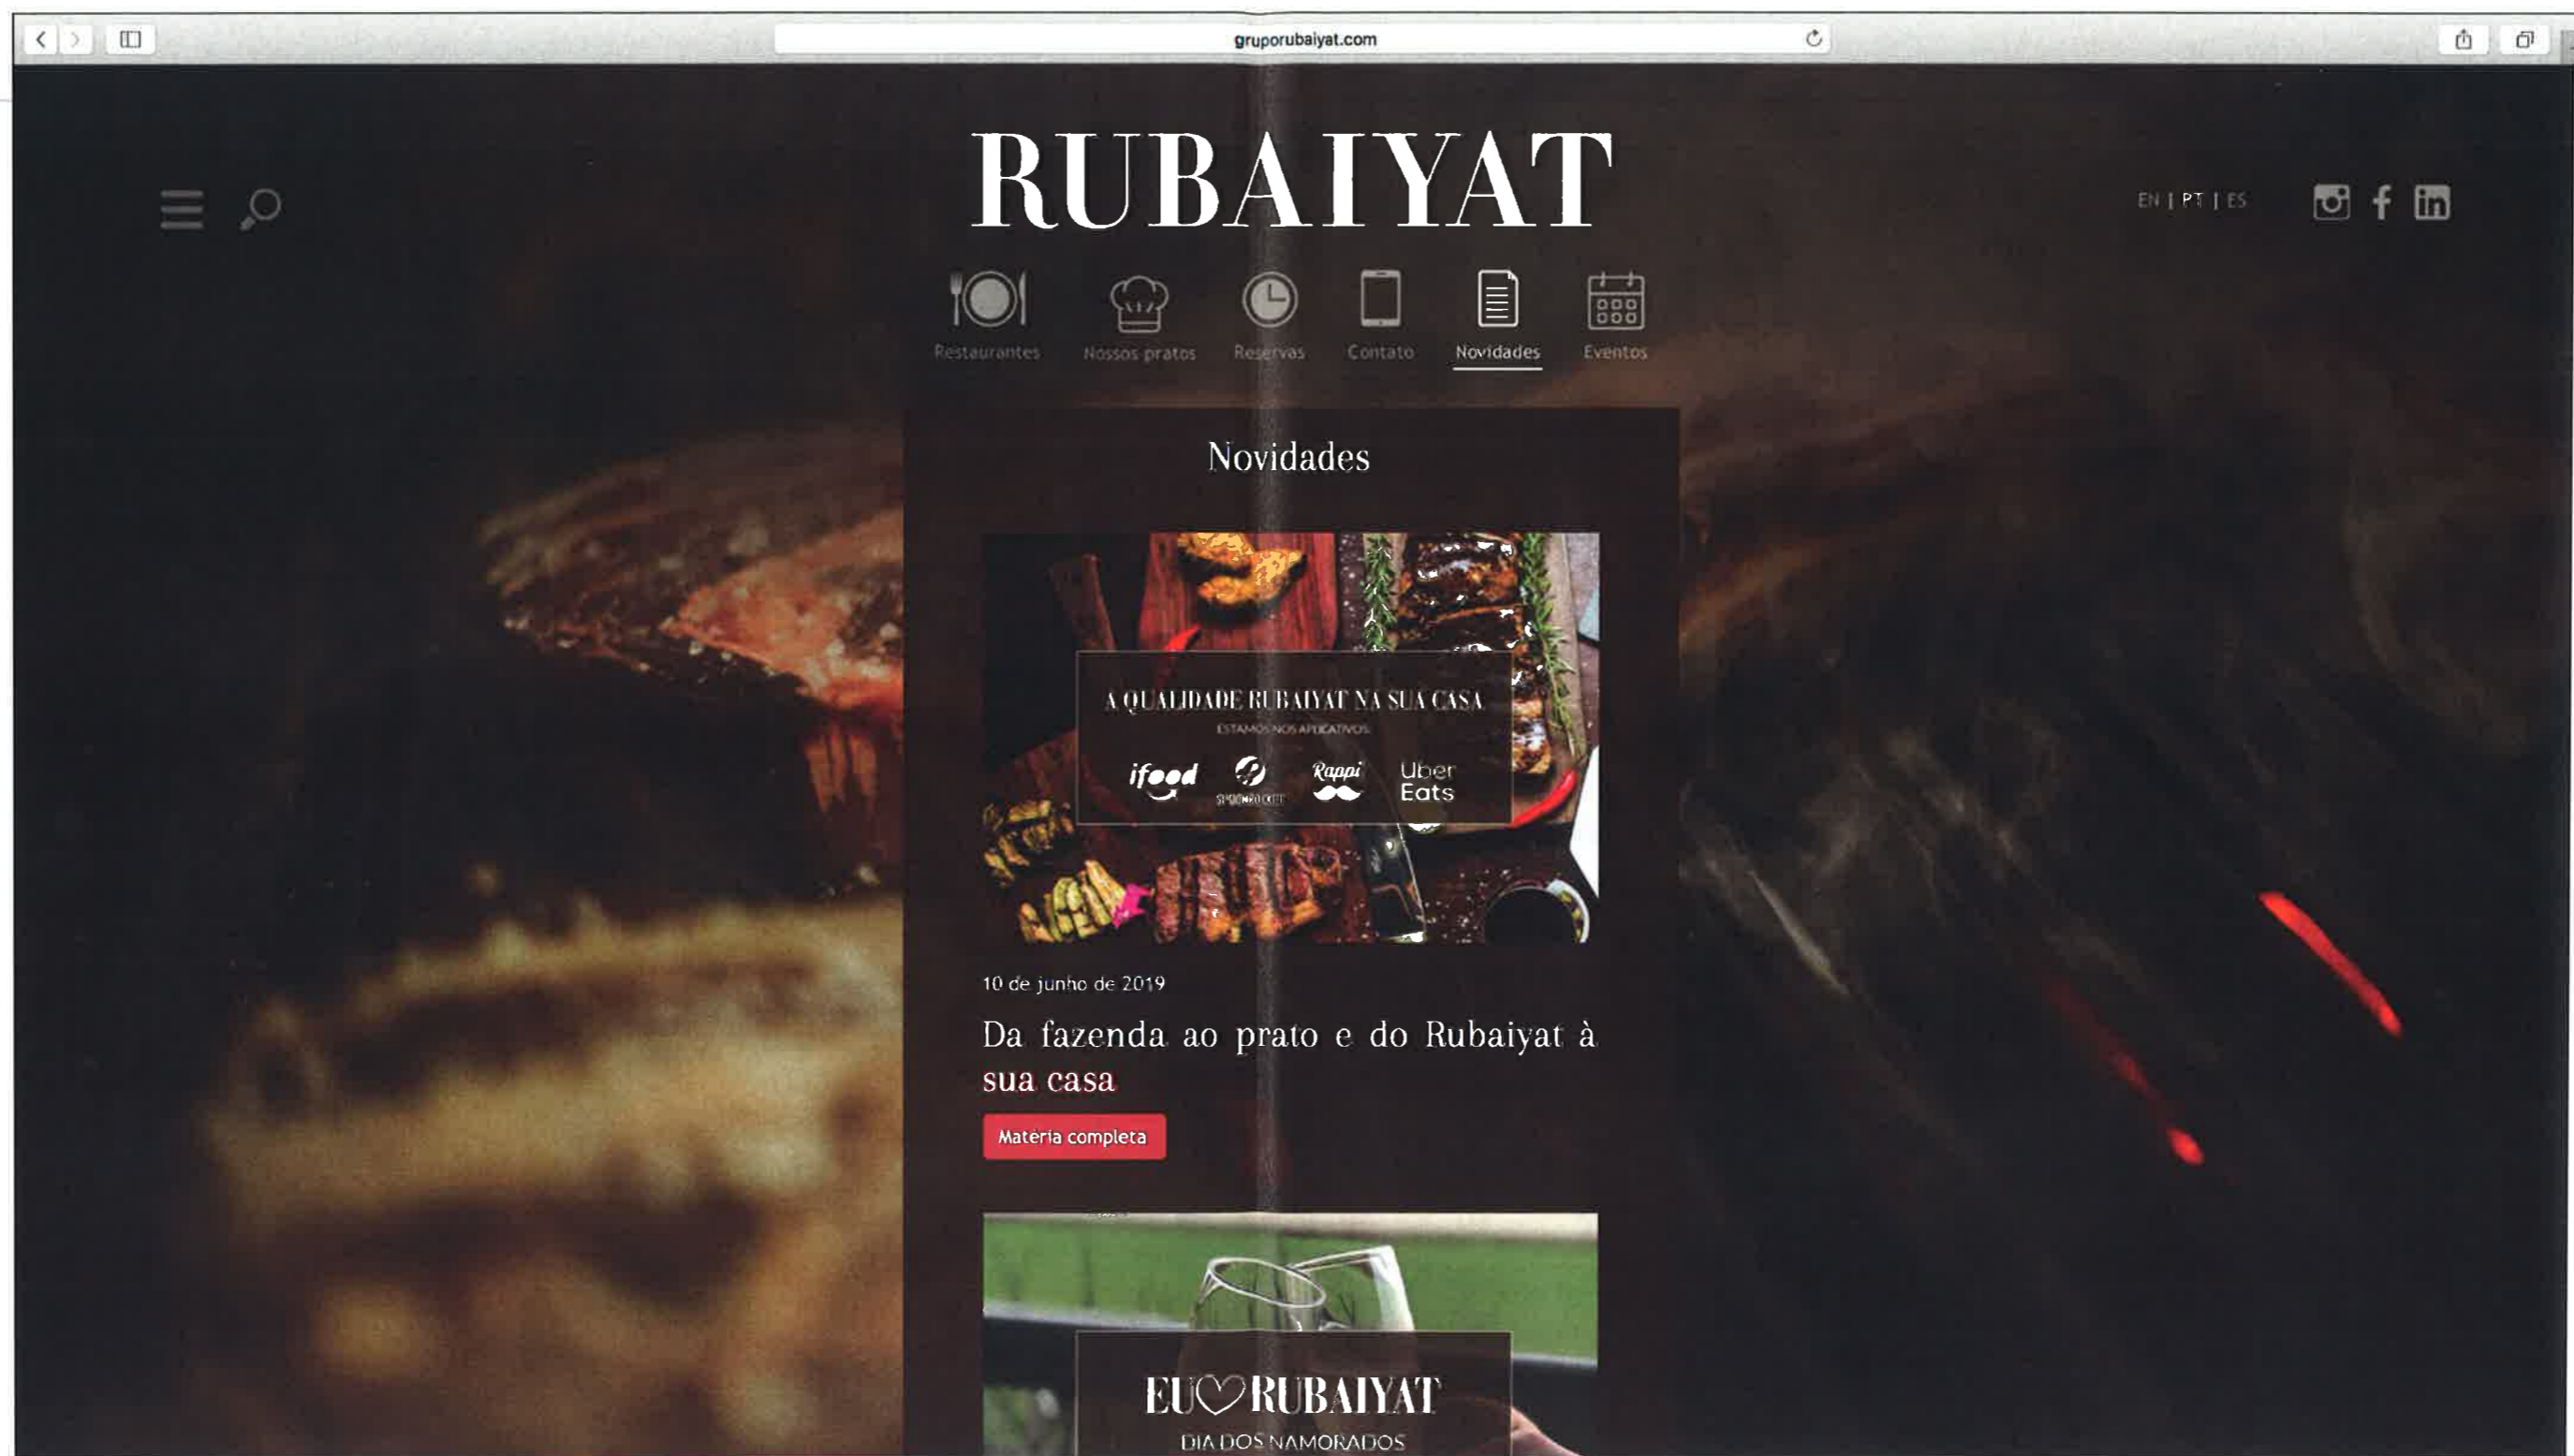 gruporubaiyat.com
RUBAIYAT
EN | PT | ES
Restaurantes Nossos pratos Reservas Contato Novidades Eventos
Novidades
A QUALIDADE RUBAIYAT NA SUA CASA
ESTAMOS NOS APLICATIVOS:
ifood Rappi Uber
Eats
10 de junho de 2019
Da fazenda ao prato e do Rubaiyat à
sua casa
Matéria completa
EU RUBAIYAT
DIA DOS NAMORADOS